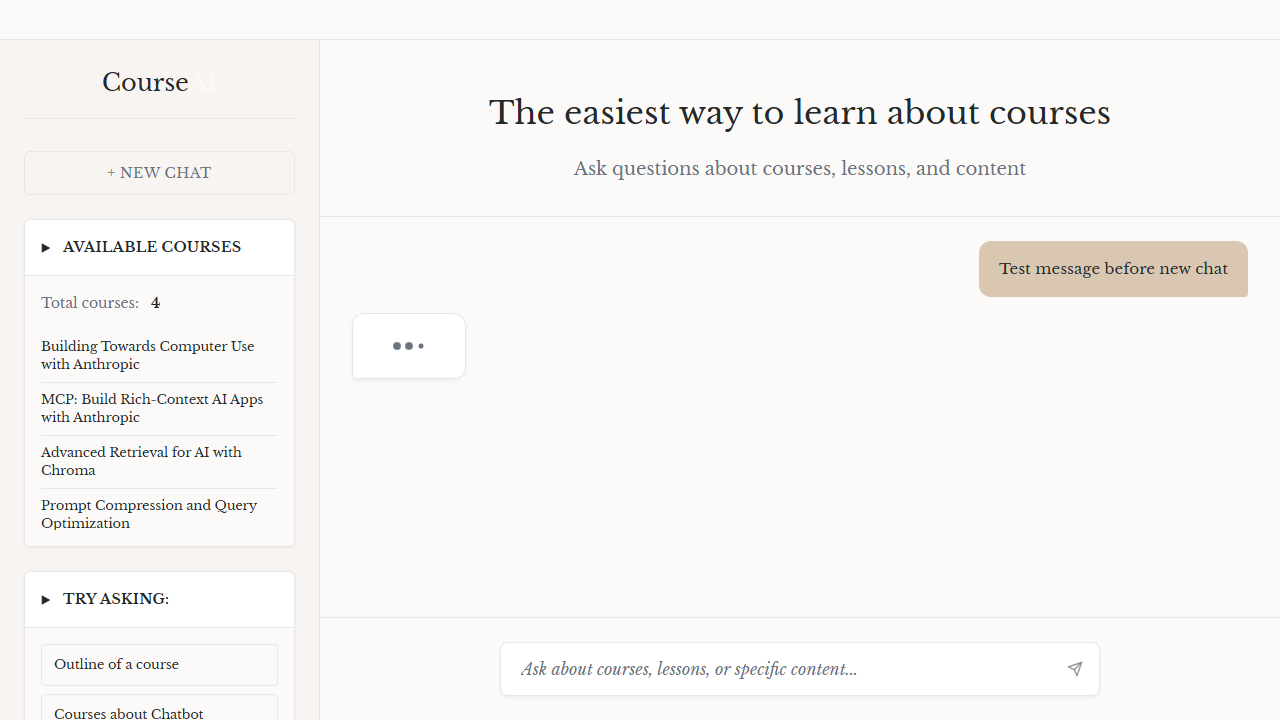 CourseAI
+ NEW CHAT
▶ AVAILABLE COURSES
Total courses: 4
Building Towards Computer Use
with Anthropic
MCP: Build Rich-Context AI Apps
with Anthropic
Advanced Retrieval for AI with
Chroma
Prompt Compression and Query
Optimization
▶ TRY ASKING:
Outline of a course
Courses about Chatbot
The easiest way to learn about courses
Ask questions about courses, lessons, and content
Test message before new chat
Ask about courses, lessons, or specific content...